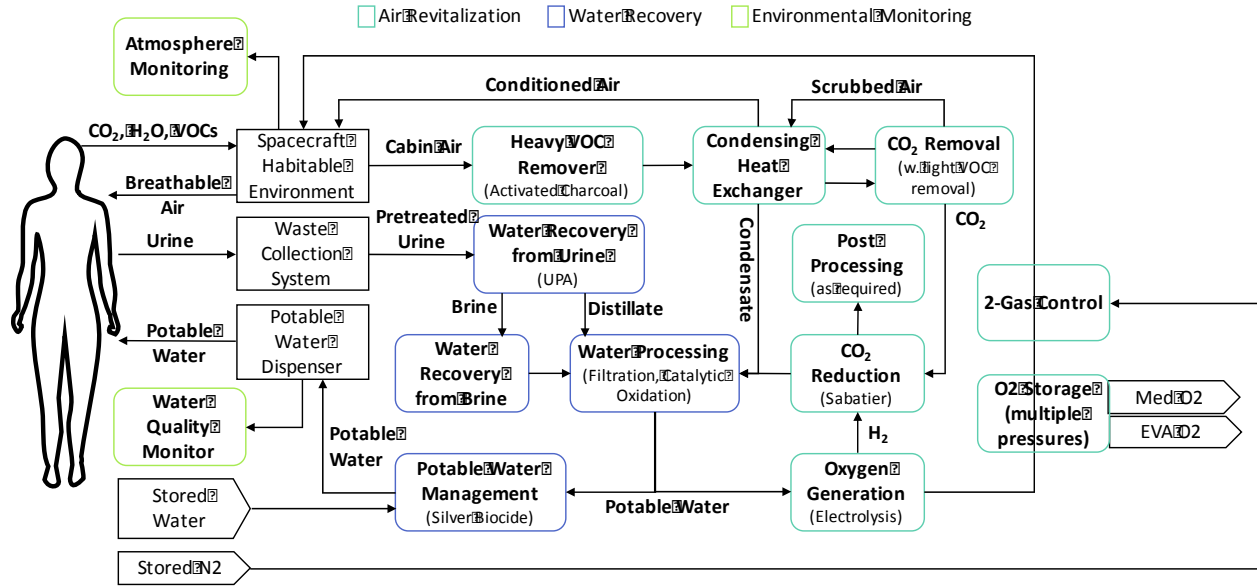 Air Revitalization
Water Recovery
Environmental Monitoring
Atmosphere
Monitoring
Conditioned Air
Scrubbed Air
CO₂, H₂O, VOCs
Spacecraft
Habitable
Environment
Cabin Air
Heavy VOC
Remover
(Activated Charcoal)
Condensing
Heat
Exchanger
CO₂ Removal
(w. light VOC
removal)
Breathable
Air
Urine
Waste
Collection
System
Pretreated
Urine
Water Recovery
from Urine
(UPA)
Condensate
CO₂
Post
Processing
(as required)
2-Gas Control
Brine
Distillate
Potable
Water
Potable
Water
Dispenser
Water
Recovery
from Brine
Water Processing
(Filtration, Catalytic
Oxidation)
CO₂
Reduction
(Sabatier)
O2 Storage
(multiple
pressures)
Med O2
EVA O2
Water
Quality
Monitor
Potable
Water
H₂
Stored
Water
Potable Water
Management
(Silver Biocide)
Potable Water
Oxygen
Generation
(Electrolysis)
Stored N2